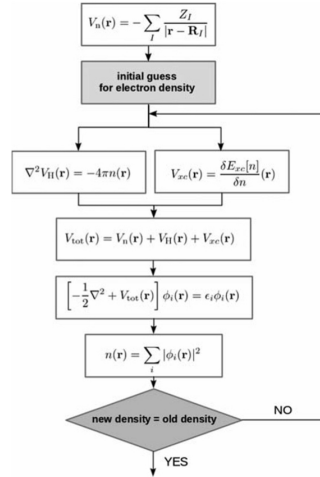 V_n(r) = −∑_I Z_I / |r − R_I|
initial guess
for electron density
∇²V_H(r) = −4πn(r)
V_xc(r) = δE_xc[n] / δn (r)
V_tot(r) = V_n(r) + V_H(r) + V_xc(r)
[−1/2 ∇² + V_tot(r)] ϕ_i(r) = ϵ_i ϕ_i(r)
n(r) = ∑_i |ϕ_i(r)|²
new density = old density
NO
YES